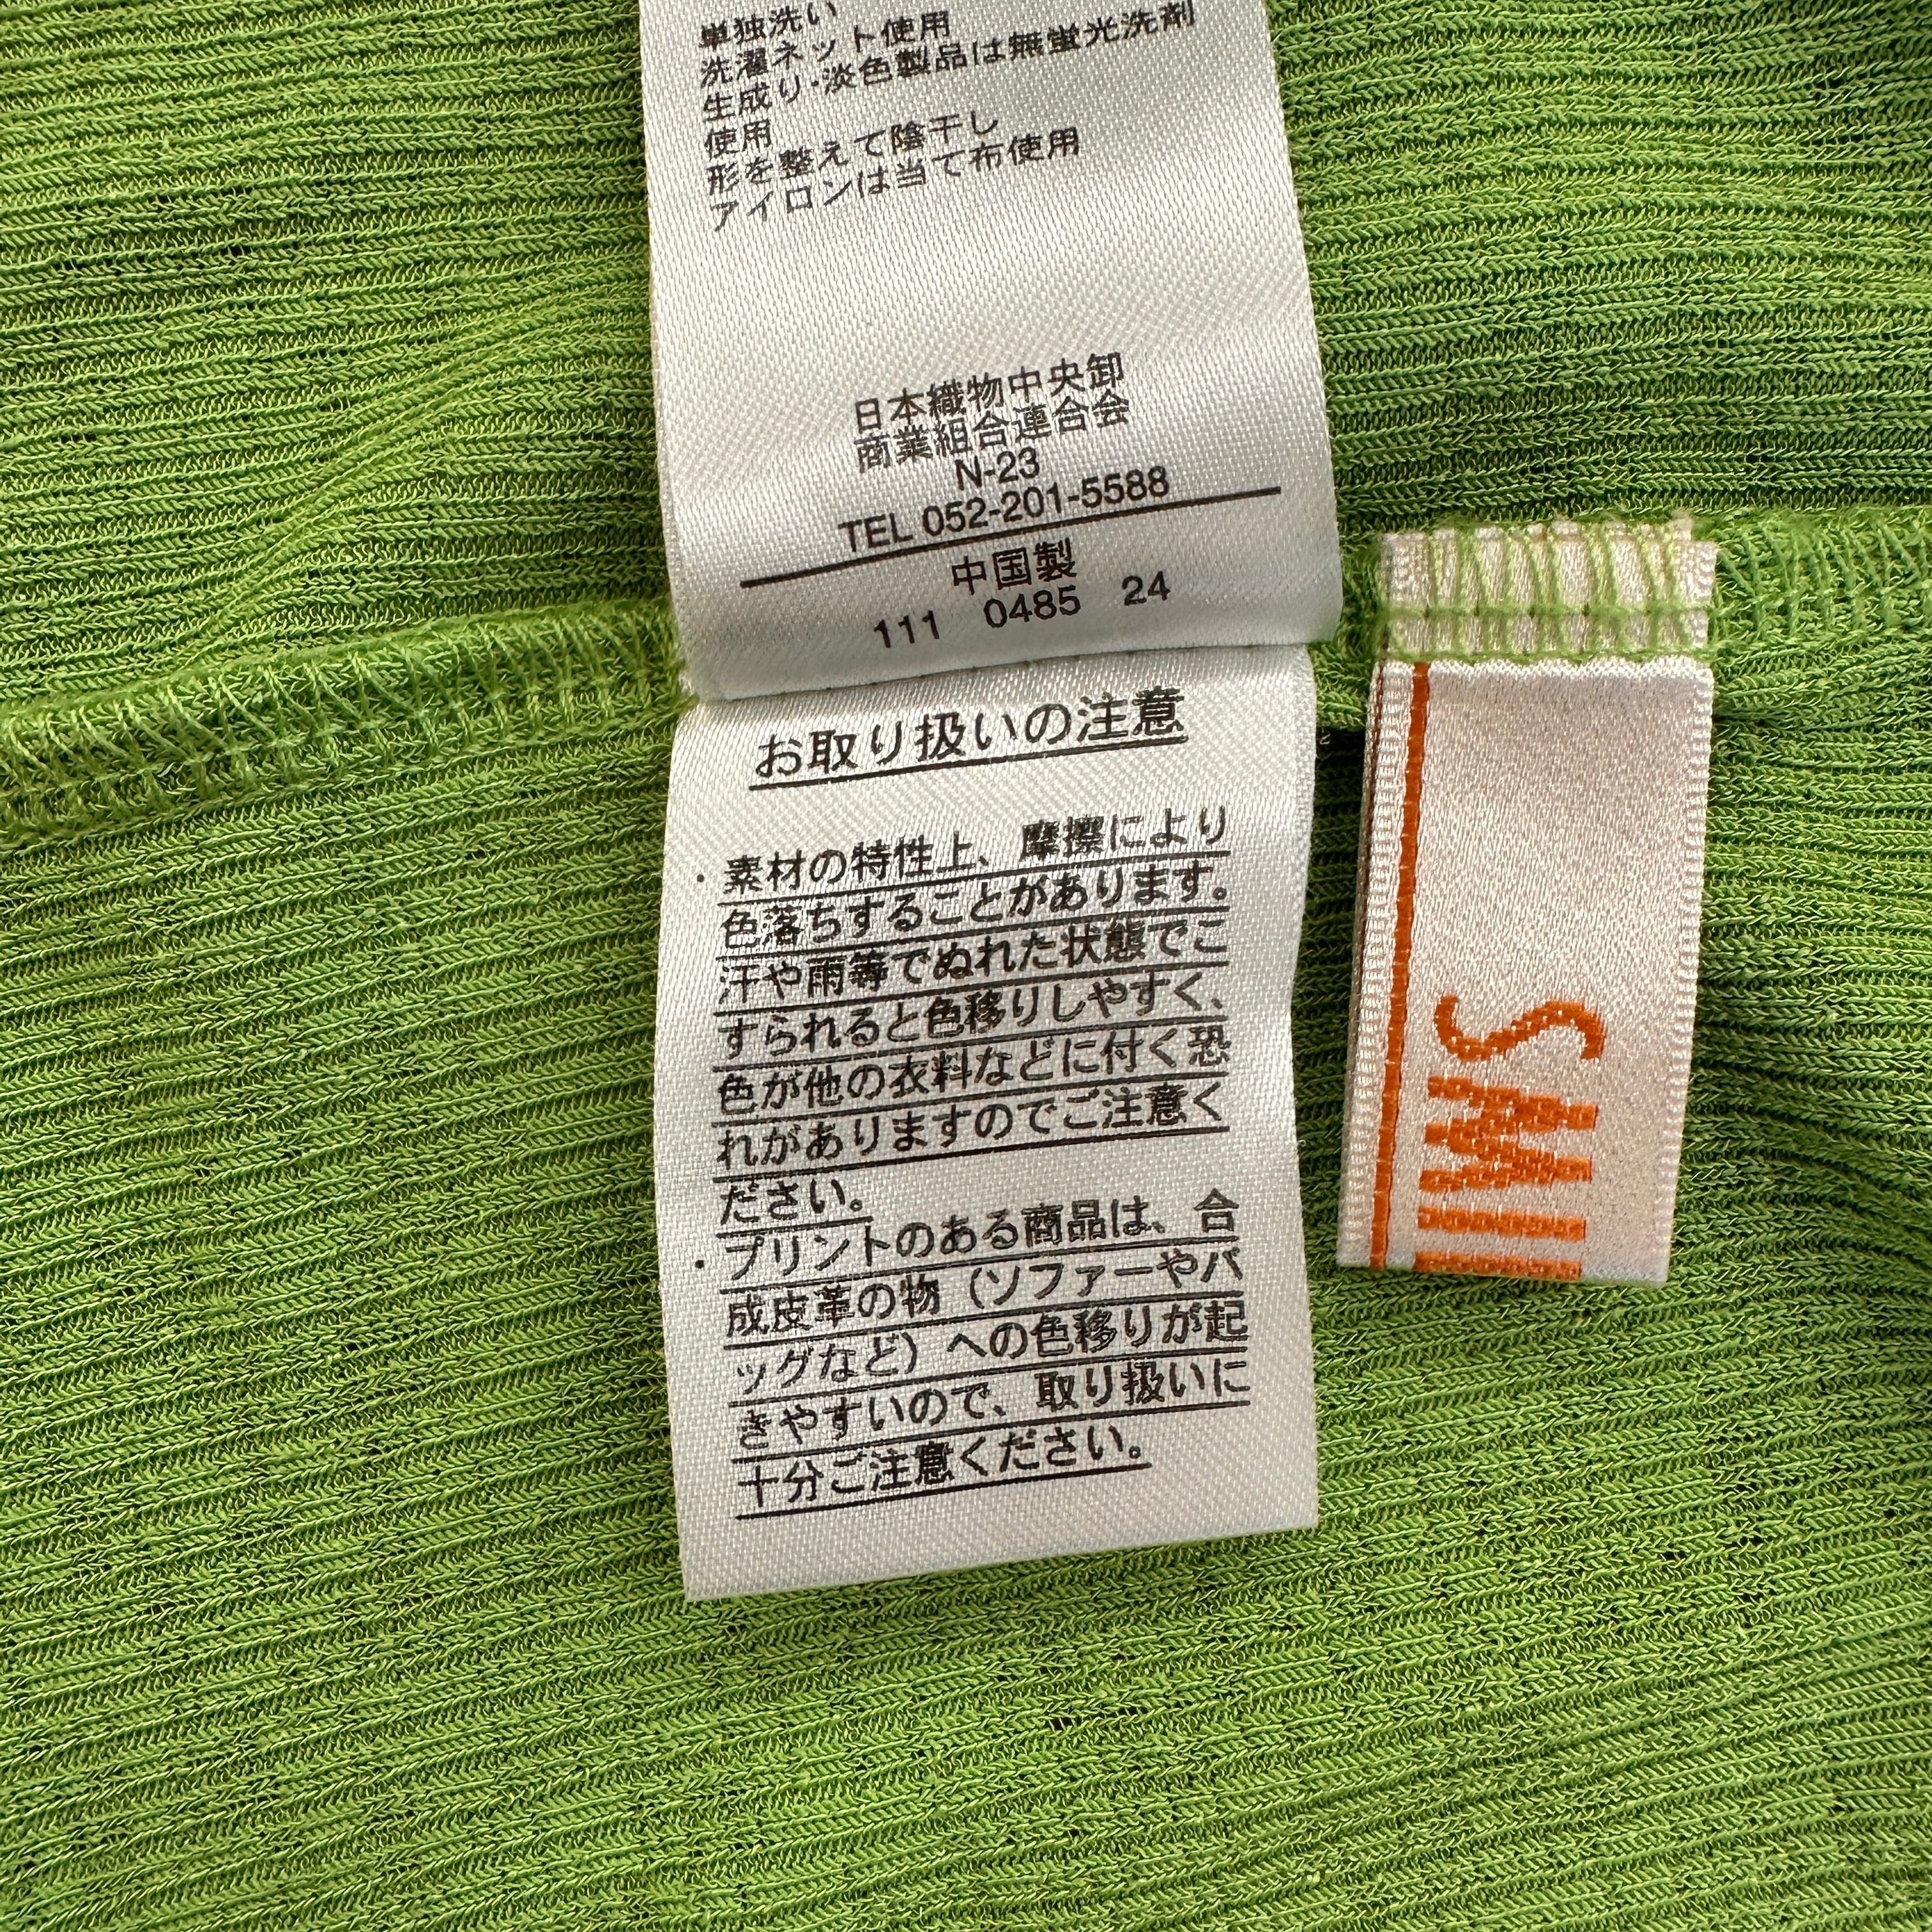 単独洗い
洗濯ネット使用
生成り・淡色製品は無蛍光洗剤
使用
形を整えて陰干し
アイロンは当て布使用
日本織物中央卸
商業組合連合会
N-23
TEL 052-201-5588
中国製
111 0485 24
お取り扱いの注意
・素材の特性上、摩擦により
色落ちすることがあります。
汗や雨等でぬれた状態でこ
すられると色移りしやすく、
色が他の衣料などに付く恐
れがありますのでご注意く
ださい。
・プリントのある商品は、合
成皮革の物（ソファーやバ
ッグなど）への色移りが起
きやすいので、取り扱いに
十分ご注意ください。
SMI